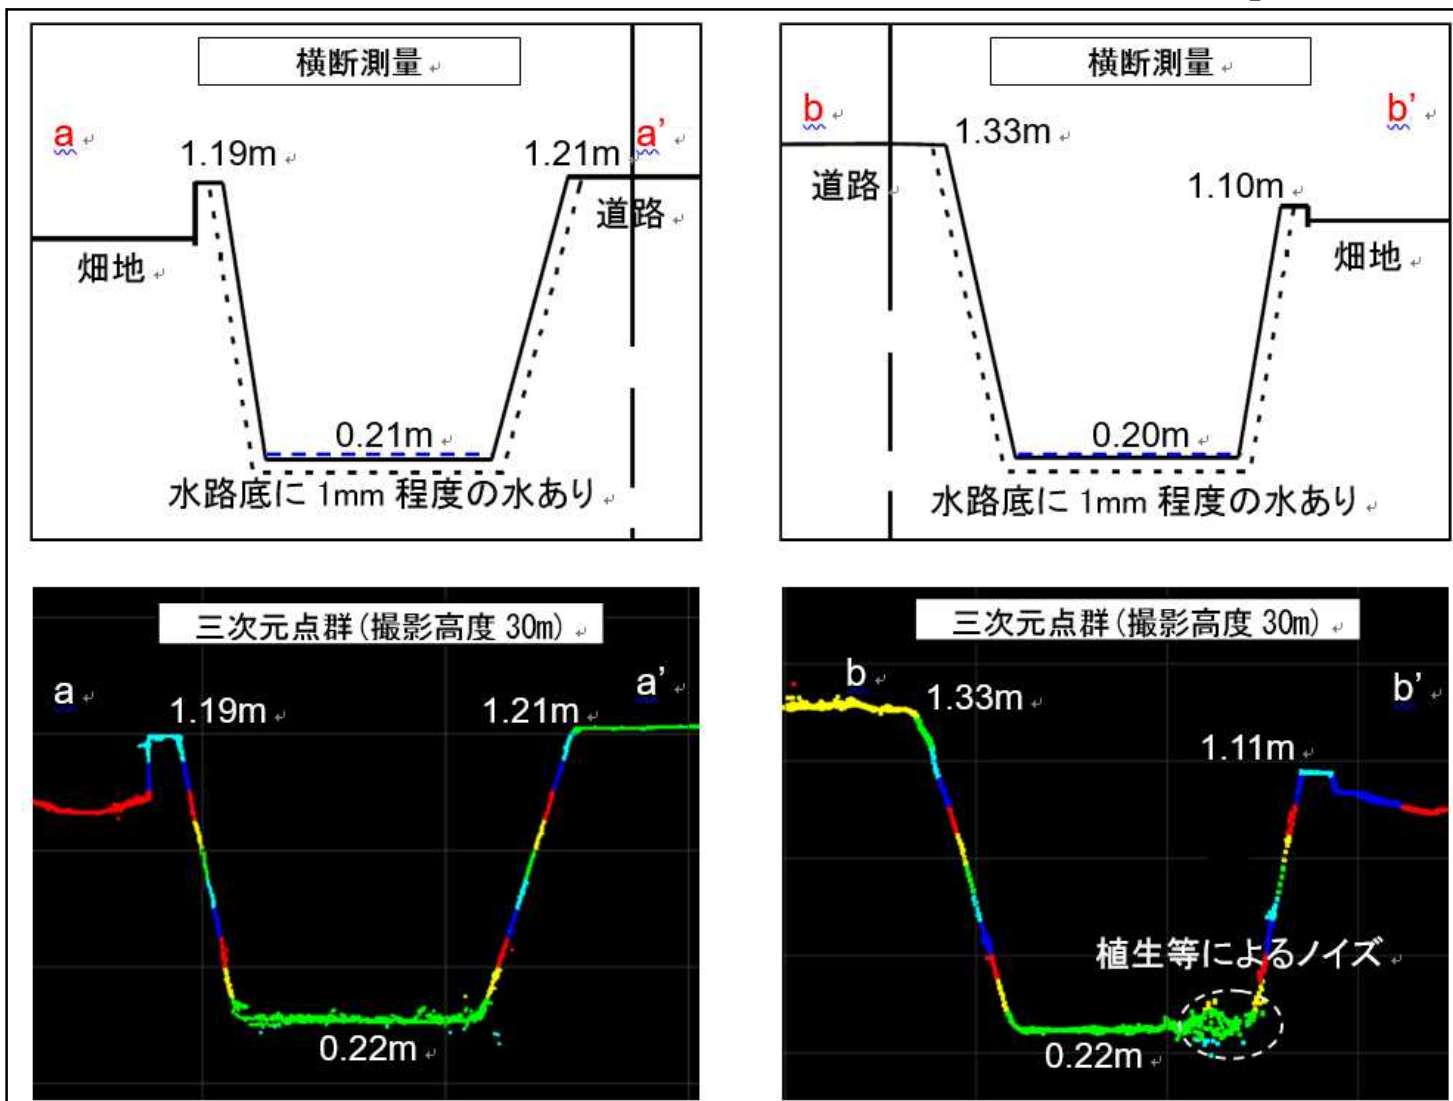 横断測量
a
a'
1.19m
1.21m
道路
畑地
0.21m
水路底に 1mm 程度の水あり
横断測量
b
b'
1.33m
道路
1.10m
畑地
0.20m
水路底に 1mm 程度の水あり
三次元点群(撮影高度 30m)
a
a'
1.19m
1.21m
0.22m
三次元点群(撮影高度 30m)
b
b'
1.33m
1.11m
植生等によるノイズ
0.22m